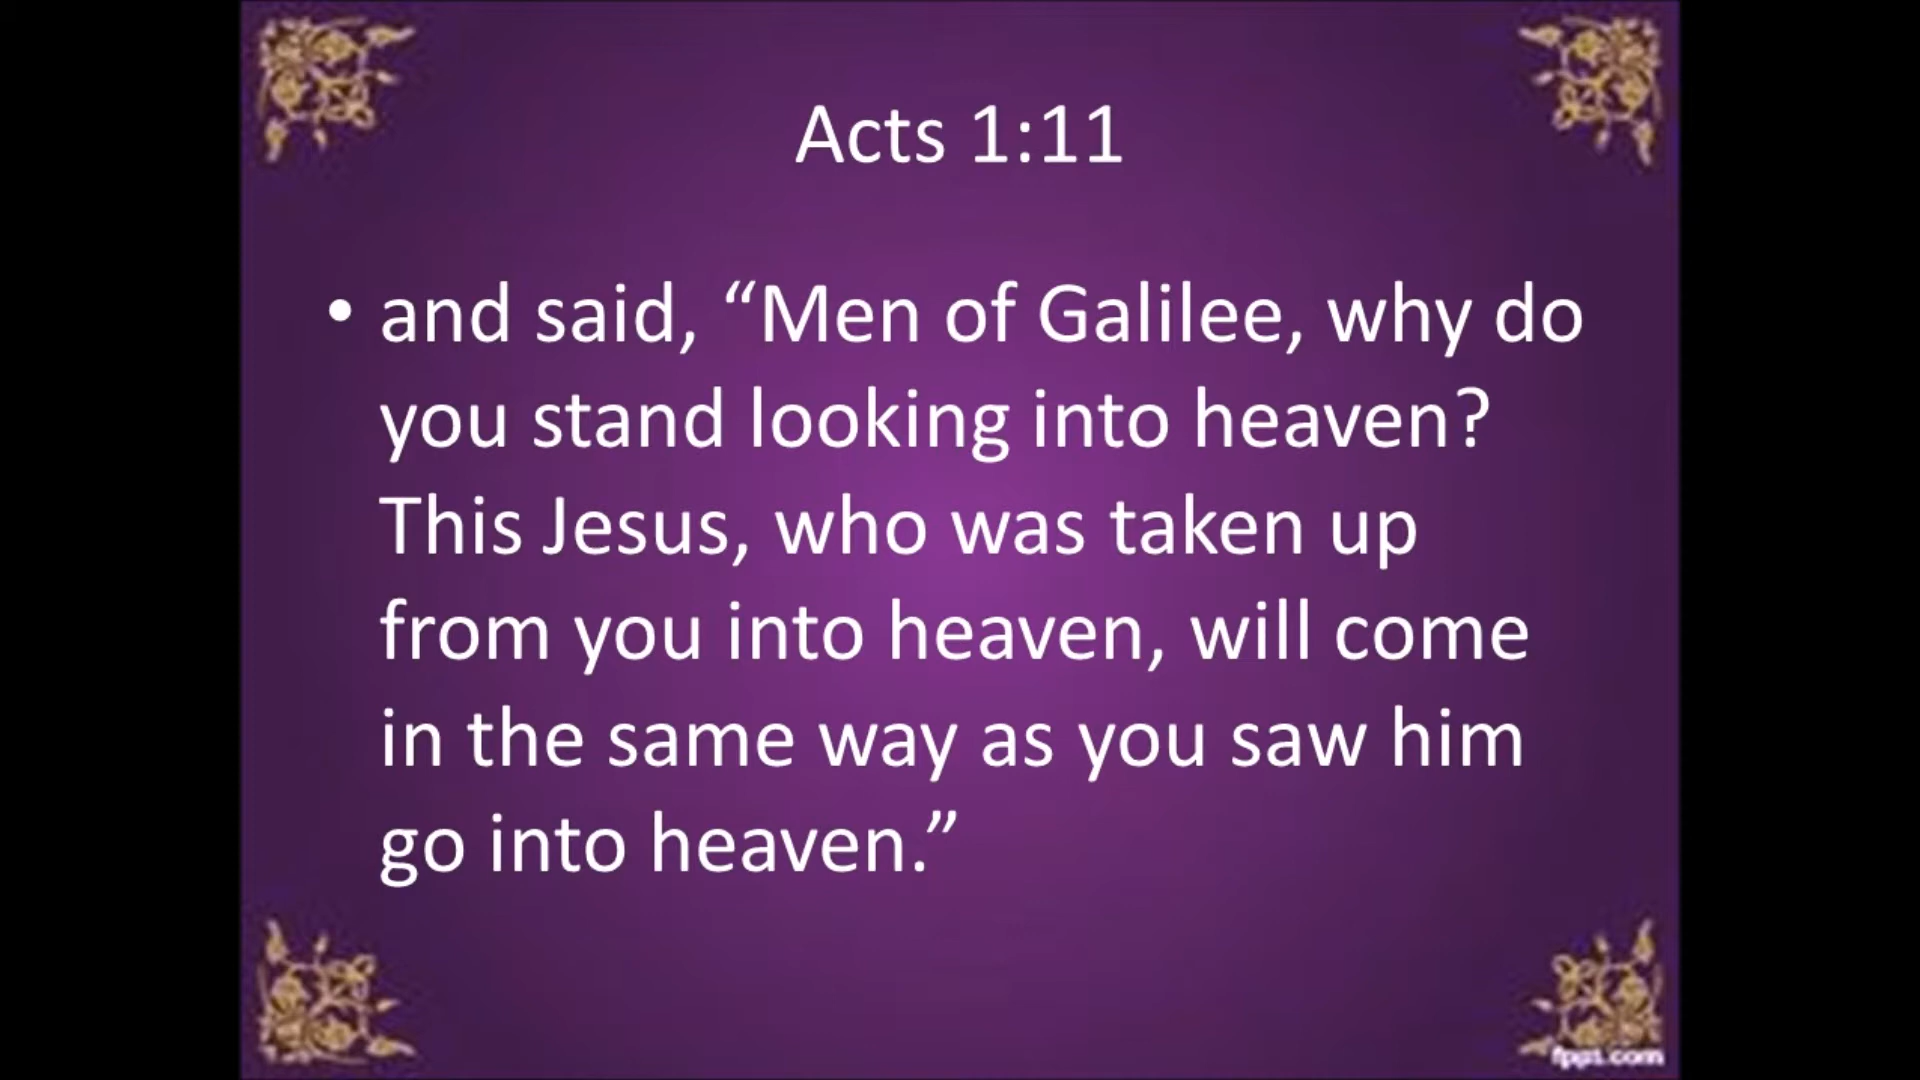 Acts 1:11
• and said, “Men of Galilee, why do
you stand looking into heaven?
This Jesus, who was taken up
from you into heaven, will come
in the same way as you saw him
go into heaven.”
fppt.com